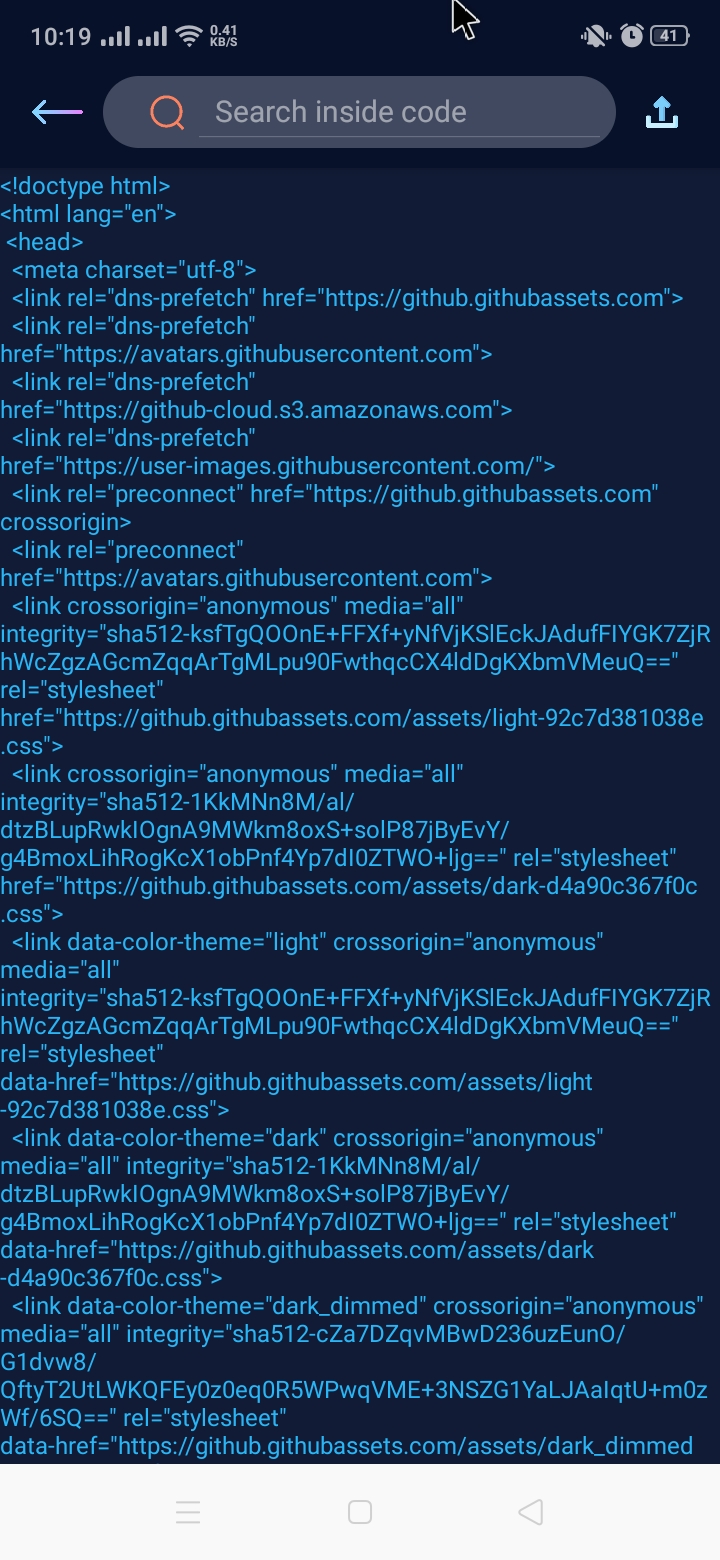 10:19
0.41
KB/S
41
Search inside code
<!doctype html>
<html lang="en">
<head>
<meta charset="utf-8">
<link rel="dns-prefetch" href="https://github.githubassets.com">
<link rel="dns-prefetch"
href="https://avatars.githubusercontent.com">
<link rel="dns-prefetch"
href="https://github-cloud.s3.amazonaws.com">
<link rel="dns-prefetch"
href="https://user-images.githubusercontent.com/">
<link rel="preconnect" href="https://github.githubassets.com"
crossorigin>
<link rel="preconnect"
href="https://avatars.githubusercontent.com">
<link crossorigin="anonymous" media="all"
integrity="sha512-ksfTgQOOnE+FFXf+yNfVjKSlEckJAdufFIYGK7ZjR
hWcZgzAGcmZqqArTgMLpu90FwthqcCX4ldDgKXbmVMeuQ=="
rel="stylesheet"
href="https://github.githubassets.com/assets/light-92c7d381038e
.css">
<link crossorigin="anonymous" media="all"
integrity="sha512-1KkMNn8M/al/
dtzBLupRwkIOgnA9MWkm8oxS+solP87jByEvY/
g4BmoxLihRogKcX1obPnf4Yp7dI0ZTWO+ljg==" rel="stylesheet"
href="https://github.githubassets.com/assets/dark-d4a90c367f0c
.css">
<link data-color-theme="light" crossorigin="anonymous"
media="all"
integrity="sha512-ksfTgQOOnE+FFXf+yNfVjKSlEckJAdufFIYGK7ZjR
hWcZgzAGcmZqqArTgMLpu90FwthqcCX4ldDgKXbmVMeuQ=="
rel="stylesheet"
data-href="https://github.githubassets.com/assets/light
-92c7d381038e.css">
<link data-color-theme="dark" crossorigin="anonymous"
media="all" integrity="sha512-1KkMNn8M/al/
dtzBLupRwkIOgnA9MWkm8oxS+solP87jByEvY/
g4BmoxLihRogKcX1obPnf4Yp7dI0ZTWO+ljg==" rel="stylesheet"
data-href="https://github.githubassets.com/assets/dark
-d4a90c367f0c.css">
<link data-color-theme="dark_dimmed" crossorigin="anonymous"
media="all" integrity="sha512-cZa7DZqvMBwD236uzEunO/
G1dvw8/
QftyT2UtLWKQFEy0z0eq0R5WPwqVME+3NSZG1YaLJAaIqtU+m0z
Wf/6SQ==" rel="stylesheet"
data-href="https://github.githubassets.com/assets/dark_dimmed